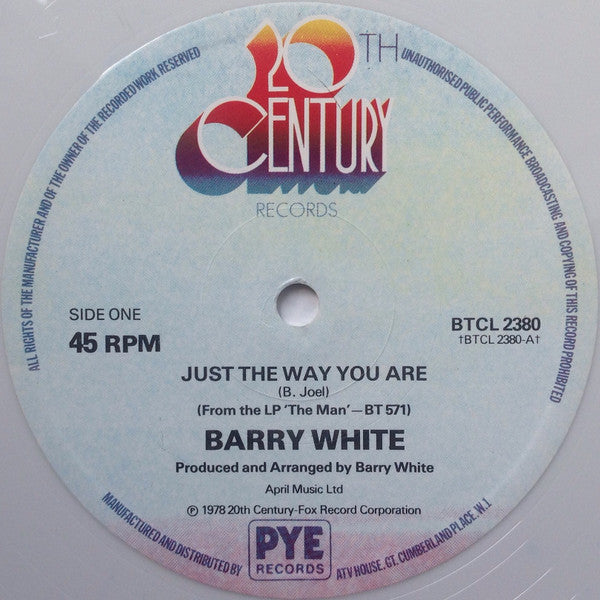 20TH
CENTURY
RECORDS
ALL RIGHTS OF THE MANUFACTURER AND OF THE OWNER OF THE RECORDED WORK RESERVED
UNAUTHORISED PUBLIC PERFORMANCE BROADCASTING AND COPYING OF THIS RECORD PROHIBITED
SIDE ONE
45 RPM
BTCL 2380
†BTCL 2380-A†
JUST THE WAY YOU ARE
(B. Joel)
(From the LP 'The Man'—BT 571)
BARRY WHITE
Produced and Arranged by Barry White
April Music Ltd
℗ 1978 20th Century-Fox Record Corporation
MANUFACTURED AND DISTRIBUTED BY
PYE
RECORDS
ATV HOUSE, GT. CUMBERLAND PLACE, W.1